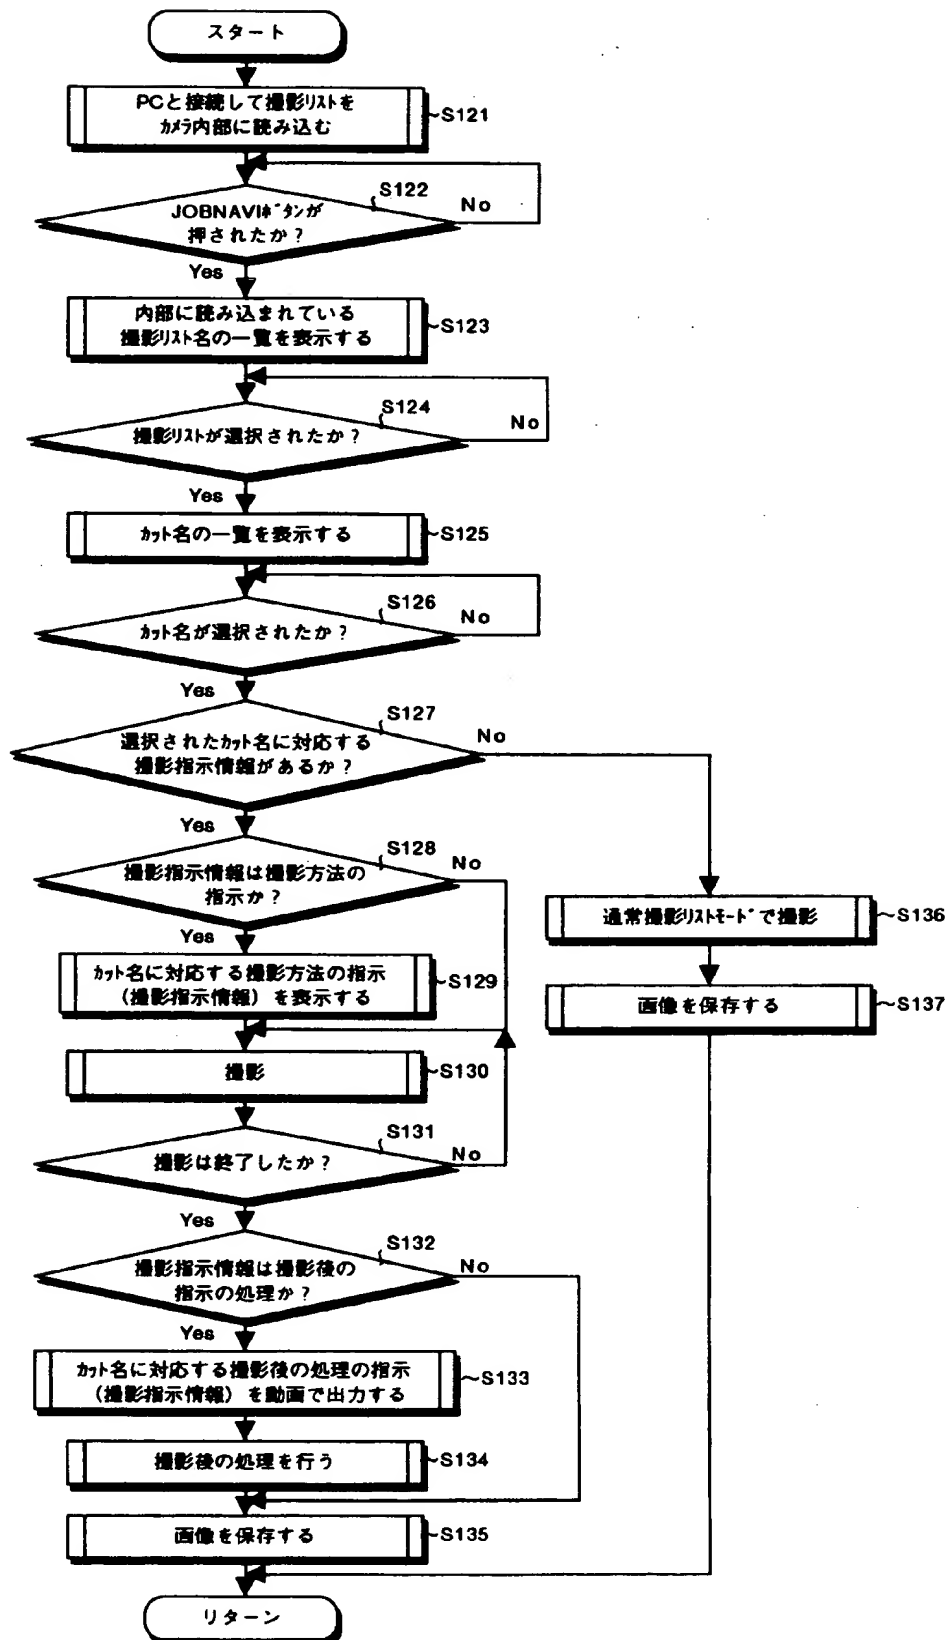 スタート
PCと接続して撮影リストを
カメラ内部に読み込む
~S121
S122
JOBNAVIボタンが
押されたか?
No
Yes
内部に読み込まれている
撮影リスト名の一覧を表示する
~S123
S124
撮影リストが選択されたか?
No
Yes
カット名の一覧を表示する
~S125
S126
カット名が選択されたか?
No
Yes
S127
選択されたカット名に対応する
撮影指示情報があるか?
No
Yes
S128
撮影指示情報は撮影方法の
指示か?
No
Yes
カット名に対応する撮影方法の指示
(撮影指示情報)を表示する
~S129
通常撮影リストモードで撮影
~S136
画像を保存する
~S137
撮影
~S130
S131
撮影は終了したか?
No
Yes
S132
撮影指示情報は撮影後の
指示の処理か?
No
Yes
カット名に対応する撮影後の処理の指示
(撮影指示情報)を動画で出力する
~S133
撮影後の処理を行う
~S134
画像を保存する
~S135
リターン